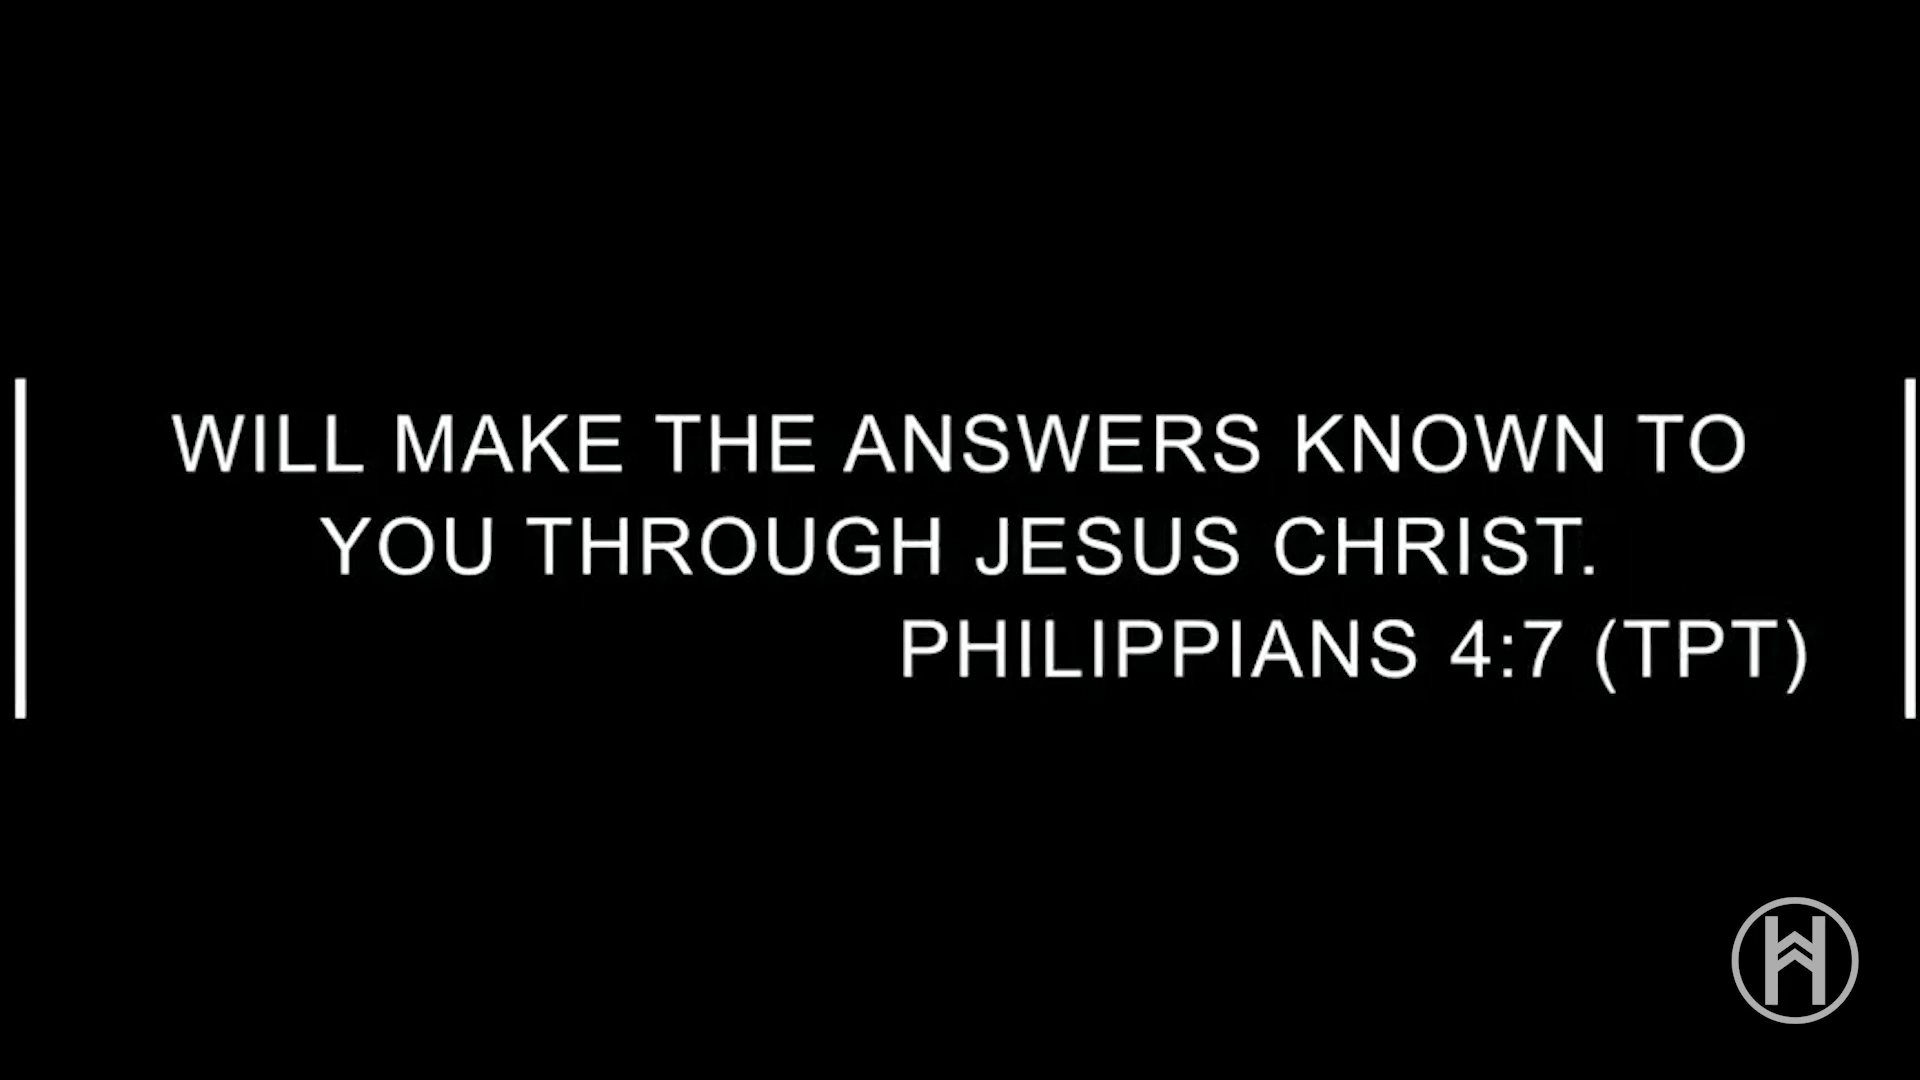 WILL MAKE THE ANSWERS KNOWN TO
YOU THROUGH JESUS CHRIST.
PHILIPPIANS 4:7 (TPT)